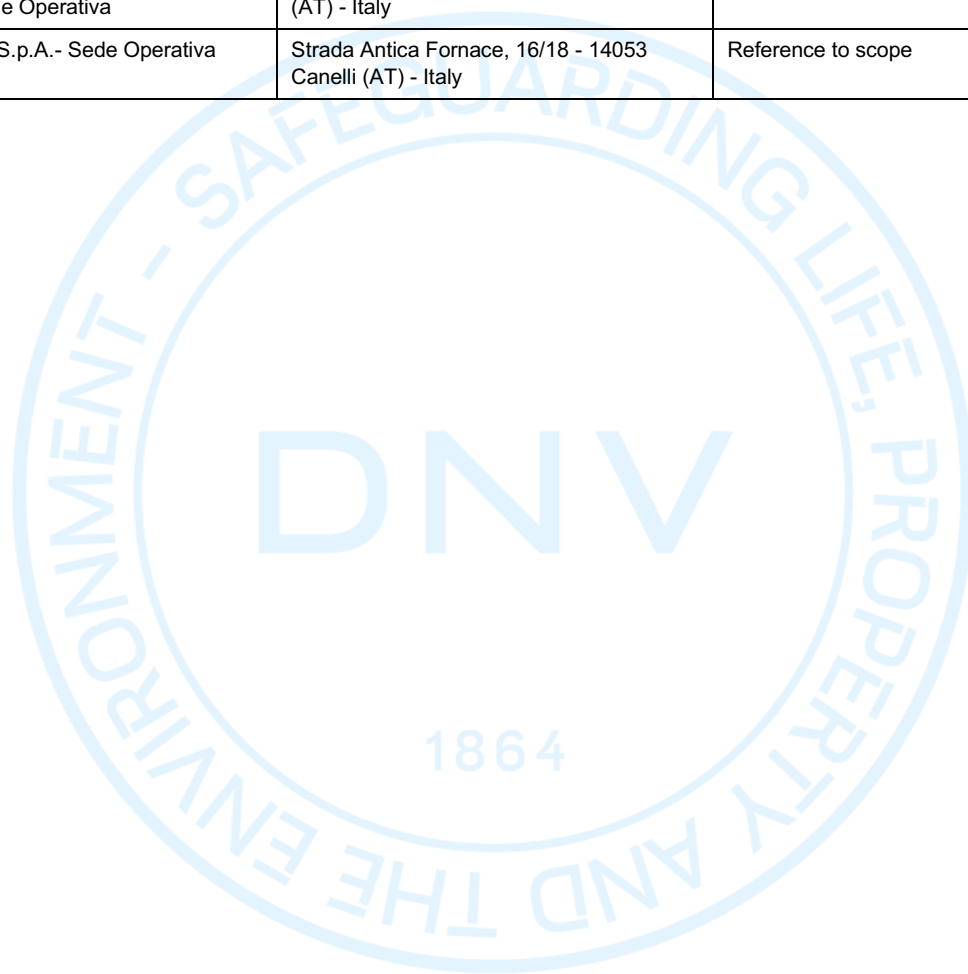 e Operativa
(AT) - Italy
S.p.A.- Sede Operativa
Strada Antica Fornace, 16/18 - 14053
Canelli (AT) - Italy
Reference to scope
SAFEGUARDING LIFE, PROPERTY AND THE ENVIRONMENT -
DNV
1864